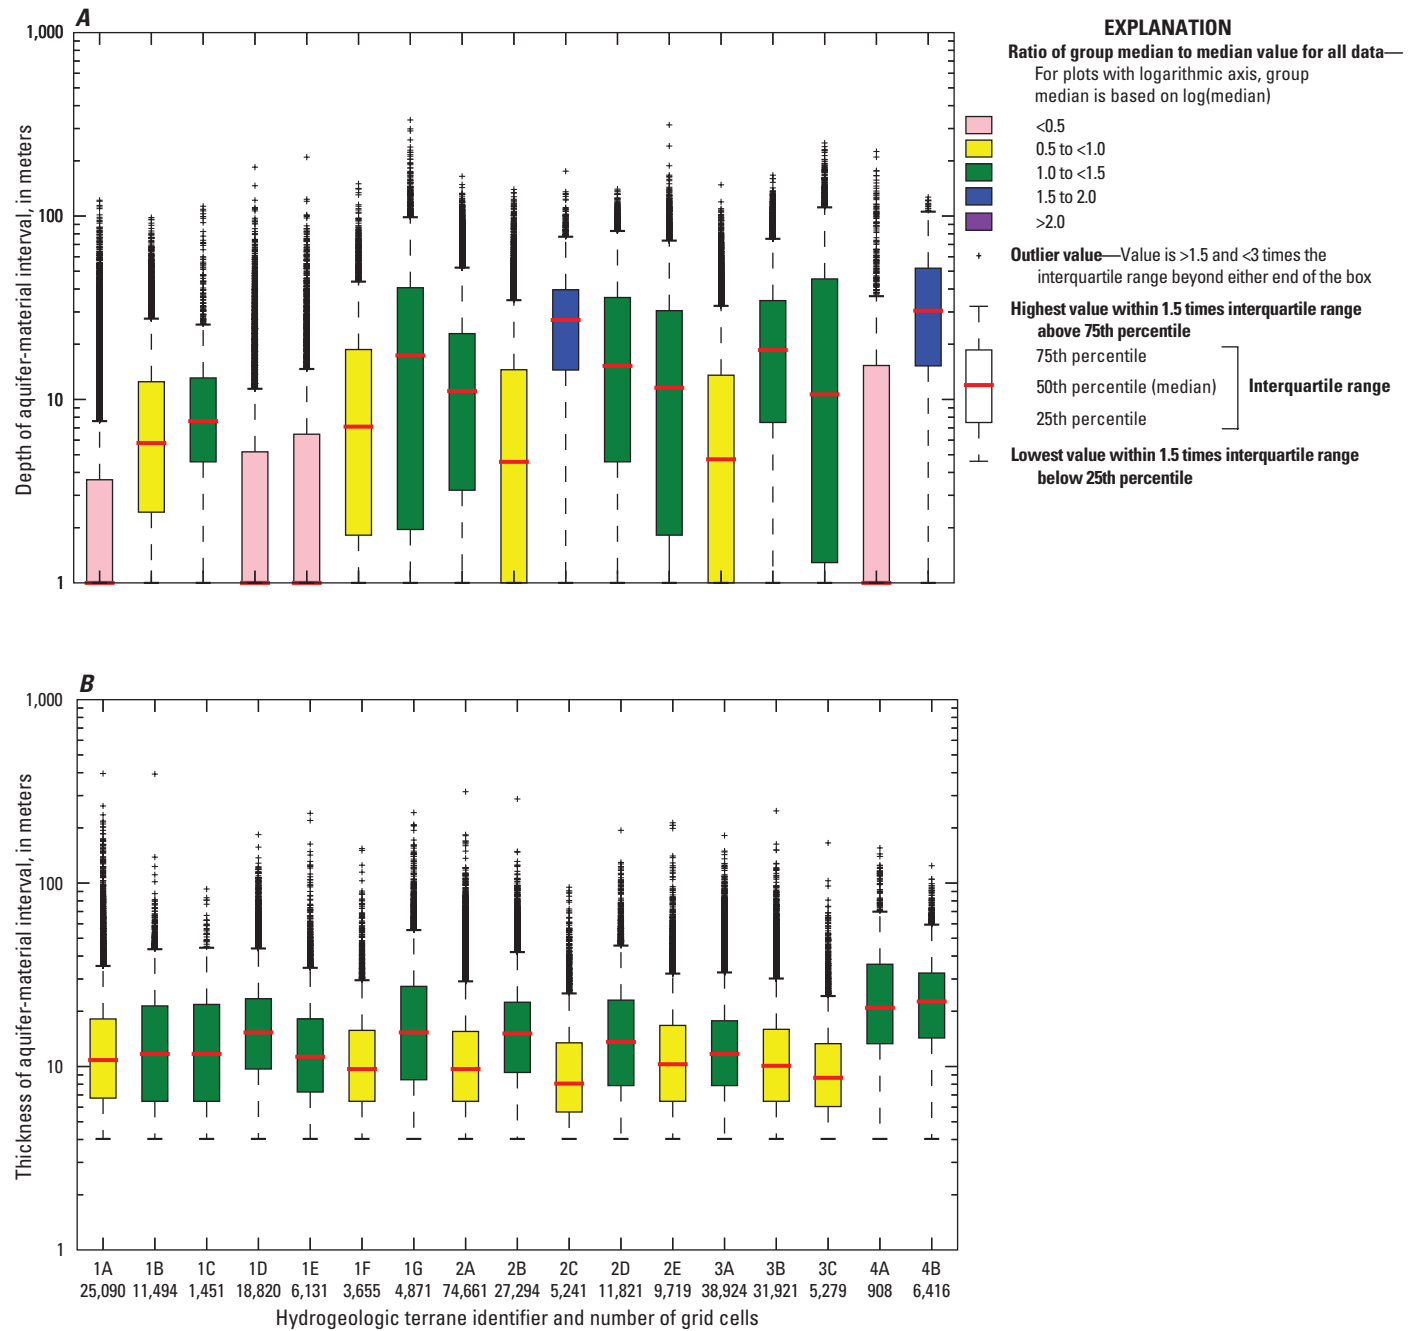 A
1,000
100
10
1
Depth of aquifer-material interval, in meters
EXPLANATION
Ratio of group median to median value for all data—
For plots with logarithmic axis, group
median is based on log(median)
<0.5
0.5 to <1.0
1.0 to <1.5
1.5 to 2.0
>2.0
Outlier value—Value is >1.5 and <3 times the
interquartile range beyond either end of the box
Highest value within 1.5 times interquartile range
above 75th percentile
75th percentile
50th percentile (median)
Interquartile range
25th percentile
Lowest value within 1.5 times interquartile range
below 25th percentile
B
1,000
100
10
1
Thickness of aquifer-material interval, in meters
1A 1B 1C 1D 1E 1F 1G 2A 2B 2C 2D 2E 3A 3B 3C 4A 4B
25,090 11,494 1,451 18,820 6,131 3,655 4,871 74,661 27,294 5,241 11,821 9,719 38,924 31,921 5,279 908 6,416
Hydrogeologic terrane identifier and number of grid cells